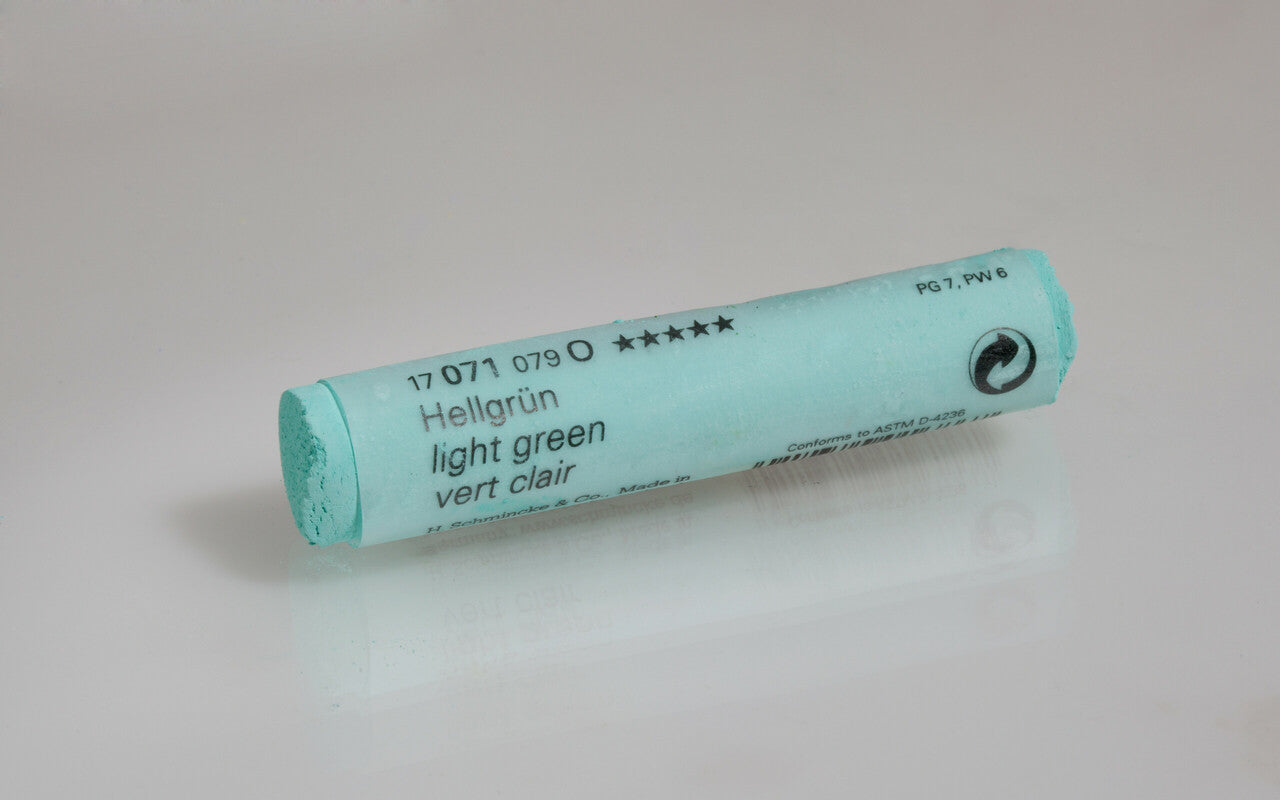 17 071 079 O ★★★★★
Hellgrün
light green
vert clair
H. Schmincke & Co., Made in
PG 7, PW 6
Conforms to ASTM D-4236